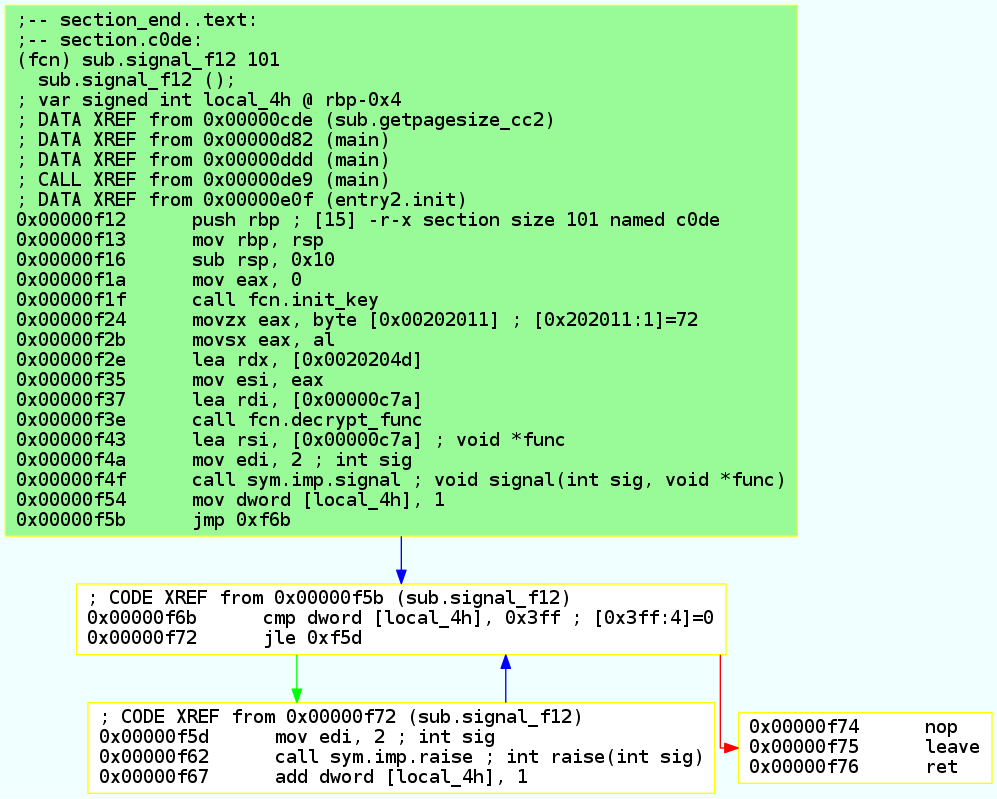 ;-- section_end..text:
;-- section.c0de:
(fcn) sub.signal_f12 101
  sub.signal_f12 ();
; var signed int local_4h @ rbp-0x4
; DATA XREF from 0x00000cde (sub.getpagesize_cc2)
; DATA XREF from 0x00000d82 (main)
; DATA XREF from 0x00000ddd (main)
; CALL XREF from 0x00000de9 (main)
; DATA XREF from 0x00000e0f (entry2.init)
0x00000f12      push rbp ; [15] -r-x section size 101 named c0de
0x00000f13      mov rbp, rsp
0x00000f16      sub rsp, 0x10
0x00000f1a      mov eax, 0
0x00000f1f      call fcn.init_key
0x00000f24      movzx eax, byte [0x00202011] ; [0x202011:1]=72
0x00000f2b      movsx eax, al
0x00000f2e      lea rdx, [0x0020204d]
0x00000f35      mov esi, eax
0x00000f37      lea rdi, [0x00000c7a]
0x00000f3e      call fcn.decrypt_func
0x00000f43      lea rsi, [0x00000c7a] ; void *func
0x00000f4a      mov edi, 2 ; int sig
0x00000f4f      call sym.imp.signal ; void signal(int sig, void *func)
0x00000f54      mov dword [local_4h], 1
0x00000f5b      jmp 0xf6b
; CODE XREF from 0x00000f5b (sub.signal_f12)
0x00000f6b      cmp dword [local_4h], 0x3ff ; [0x3ff:4]=0
0x00000f72      jle 0xf5d
; CODE XREF from 0x00000f72 (sub.signal_f12)
0x00000f5d      mov edi, 2 ; int sig
0x00000f62      call sym.imp.raise ; int raise(int sig)
0x00000f67      add dword [local_4h], 1
0x00000f74      nop
0x00000f75      leave
0x00000f76      ret